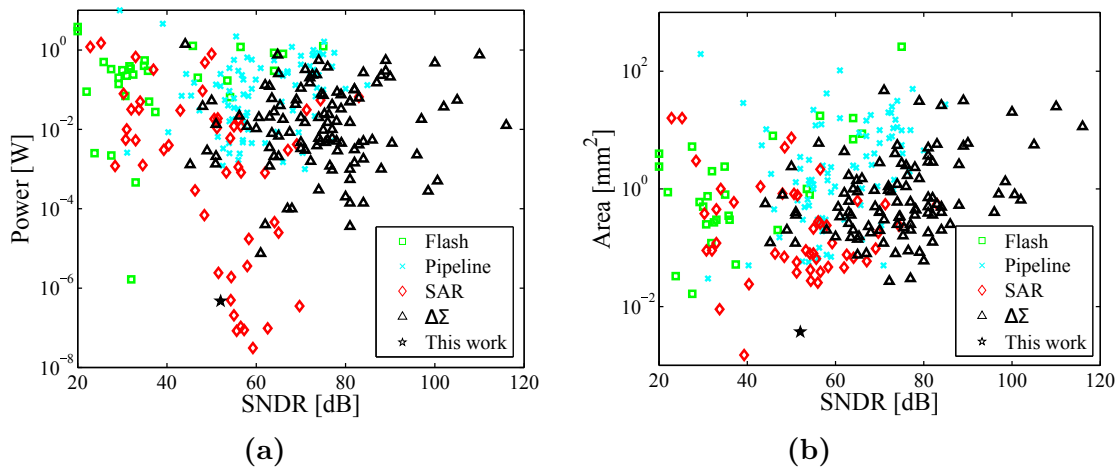 10^0
10^-2
10^-4
10^-6
10^-8
Power [W]
20 40 60 80 100 120
SNDR [dB]
Flash
Pipeline
SAR
ΔΣ
This work
(a)
10^2
10^0
10^-2
Area [mm^2]
20 40 60 80 100 120
SNDR [dB]
Flash
Pipeline
SAR
ΔΣ
This work
(b)